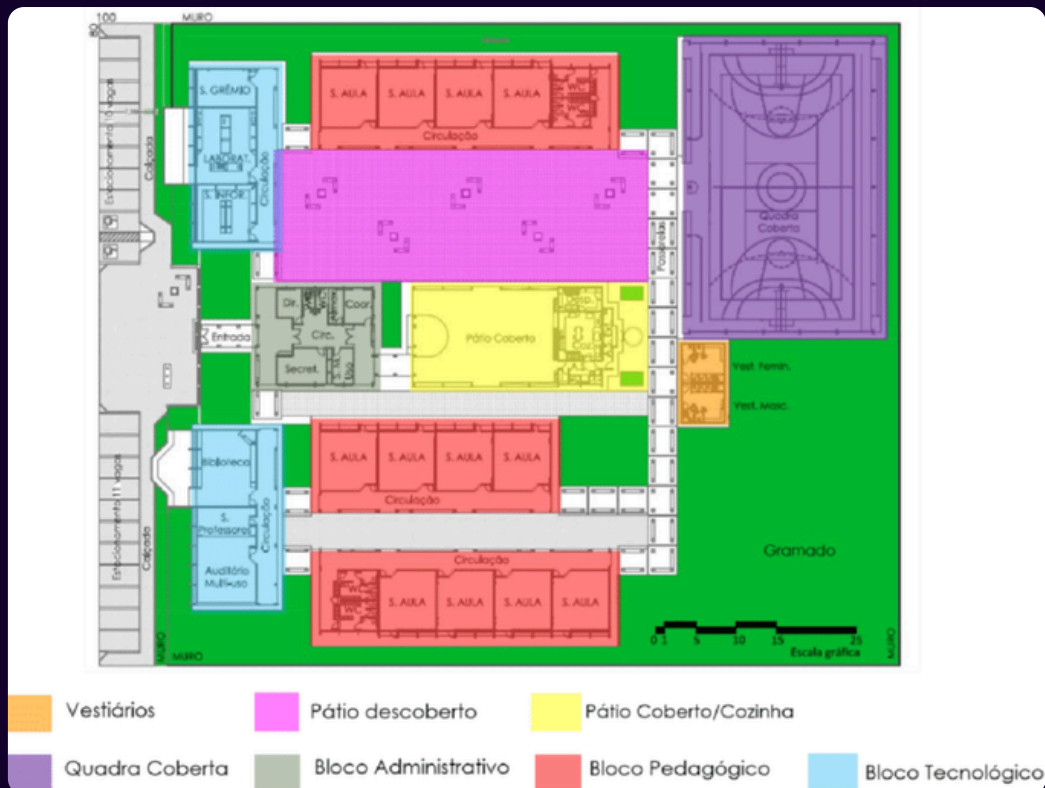 100
MURO
80
S. GRÊMIO
S. AULA
S. AULA
S. AULA
S. AULA
WC
Circulação
Estacionamento 10 vagas
Calçada
LABORAT.
Circulação
S. INFOR.
Quadra
Coberta
Passarelas
Dir.
WC
Coor.
Entrada
Circ.
Pátio Coberto
Secret.
Vest. Femin.
Vest. Masc.
Biblioteca
S. AULA
S. AULA
S. AULA
S. AULA
Circulação
Circulação
S.
Professores
Auditório
Multi-uso
Estacionamento 11 vagas
Calçada
Circulação
WC
S. AULA
S. AULA
S. AULA
S. AULA
Gramado
0 1 5 10 15 25
Escala gráfica
MURO
MURO
MURO
Vestiários
Pátio descoberto
Pátio Coberto/Cozinha
Quadra Coberta
Bloco Administrativo
Bloco Pedagógico
Bloco Tecnológico